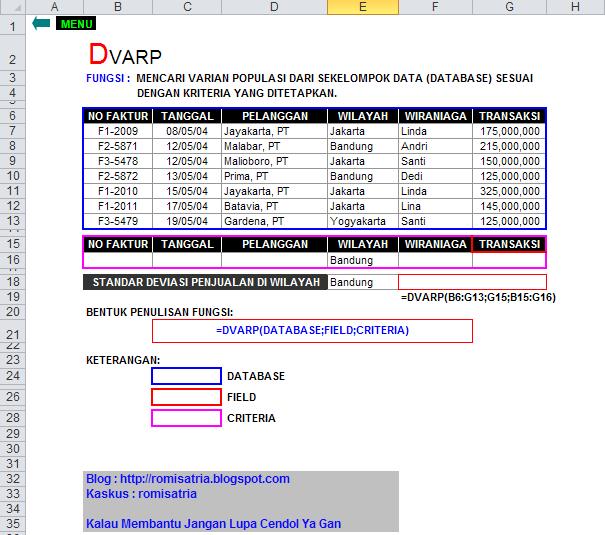 A B C D E F G H
1 MENU
2 DVARP
3 FUNGSI : MENCARI VARIAN POPULASI DARI SEKELOMPOK DATA (DATABASE) SESUAI
4 DENGAN KRITERIA YANG DITETAPKAN.
5
6 NO FAKTUR TANGGAL PELANGGAN WILAYAH WIRANIAGA TRANSAKSI
7 F1-2009 08/05/04 Jayakarta, PT Jakarta Linda 175,000,000
8 F2-5871 12/05/04 Malabar, PT Bandung Andri 215,000,000
9 F3-5478 12/05/04 Malioboro, PT Jakarta Santi 150,000,000
10 F2-5872 13/05/04 Prima, PT Bandung Dedi 125,000,000
11 F1-2010 15/05/04 Jayakarta, PT Jakarta Linda 325,000,000
12 F1-2011 17/05/04 Batavia, PT Jakarta Lina 145,000,000
13 F3-5479 19/05/04 Gardena, PT Yogyakarta Santi 125,000,000
15 NO FAKTUR TANGGAL PELANGGAN WILAYAH WIRANIAGA TRANSAKSI
16 Bandung
18 STANDAR DEVIASI PENJUALAN DI WILAYAH Bandung
19 =DVARP(B6:G13;G15;B15:G16)
20 BENTUK PENULISAN FUNGSI:
21 =DVARP(DATABASE;FIELD;CRITERIA)
22
23 KETERANGAN:
24 DATABASE
26 FIELD
28 CRITERIA
29
30
31
32 Blog : http://romisatria.blogspot.com
33 Kaskus : romisatria
34
35 Kalau Membantu Jangan Lupa Cendol Ya Gan